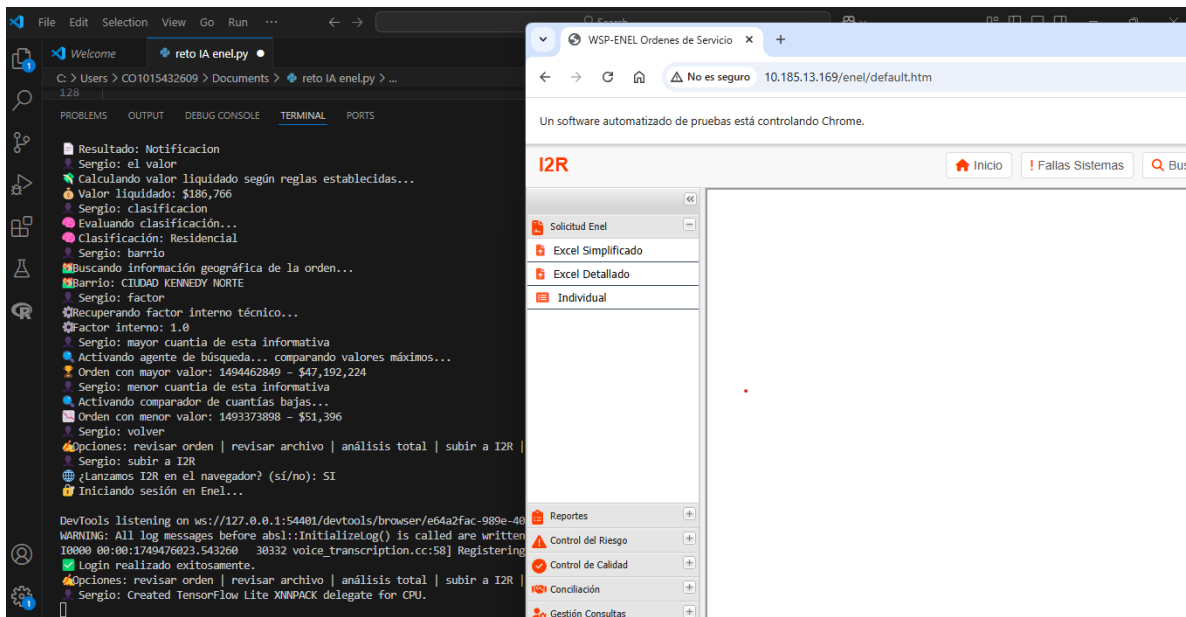 File Edit Selection View Go Run ··· Search
Welcome reto IA enel.py
C: > Users > CO1015432609 > Documents > reto IA enel.py > ...
128
PROBLEMS OUTPUT DEBUG CONSOLE TERMINAL PORTS
Resultado: Notificacion
Sergio: el valor
Calculando valor liquidado según reglas establecidas...
Valor liquidado: $186,766
Sergio: clasificacion
Evaluando clasificación...
Clasificación: Residencial
Sergio: barrio
Buscando información geográfica de la orden...
Barrio: CIUDAD KENNEDY NORTE
Sergio: factor
Recuperando factor interno técnico...
Factor interno: 1.0
Sergio: mayor cuantia de esta informativa
Activando agente de búsqueda... comparando valores máximos...
Orden con mayor valor: 1494462849 – $47,192,224
Sergio: menor cuantia de esta informativa
Activando comparador de cuantías bajas...
Orden con menor valor: 1493373898 – $51,396
Sergio: volver
Opciones: revisar orden | revisar archivo | análisis total | subir a I2R |
Sergio: subir a I2R
¿Lanzamos I2R en el navegador? (sí/no): SI
Iniciando sesión en Enel...
DevTools listening on ws://127.0.0.1:54401/devtools/browser/e64a2fac-989e-40
WARNING: All log messages before absl::InitializeLog() is called are written
I0000 00:00:1749476023.543260 30332 voice_transcription.cc:58] Registering
Login realizado exitosamente.
Opciones: revisar orden | revisar archivo | análisis total | subir a I2R |
Sergio: Created TensorFlow Lite XNNPACK delegate for CPU.
WSP-ENEL Ordenes de Servicio
No es seguro 10.185.13.169/enel/default.htm
Un software automatizado de pruebas está controlando Chrome.
I2R Inicio ! Fallas Sistemas Bus
Solicitud Enel
Excel Simplificado
Excel Detallado
Individual
Reportes
Control del Riesgo
Control de Calidad
Conciliación
Gestión Consultas